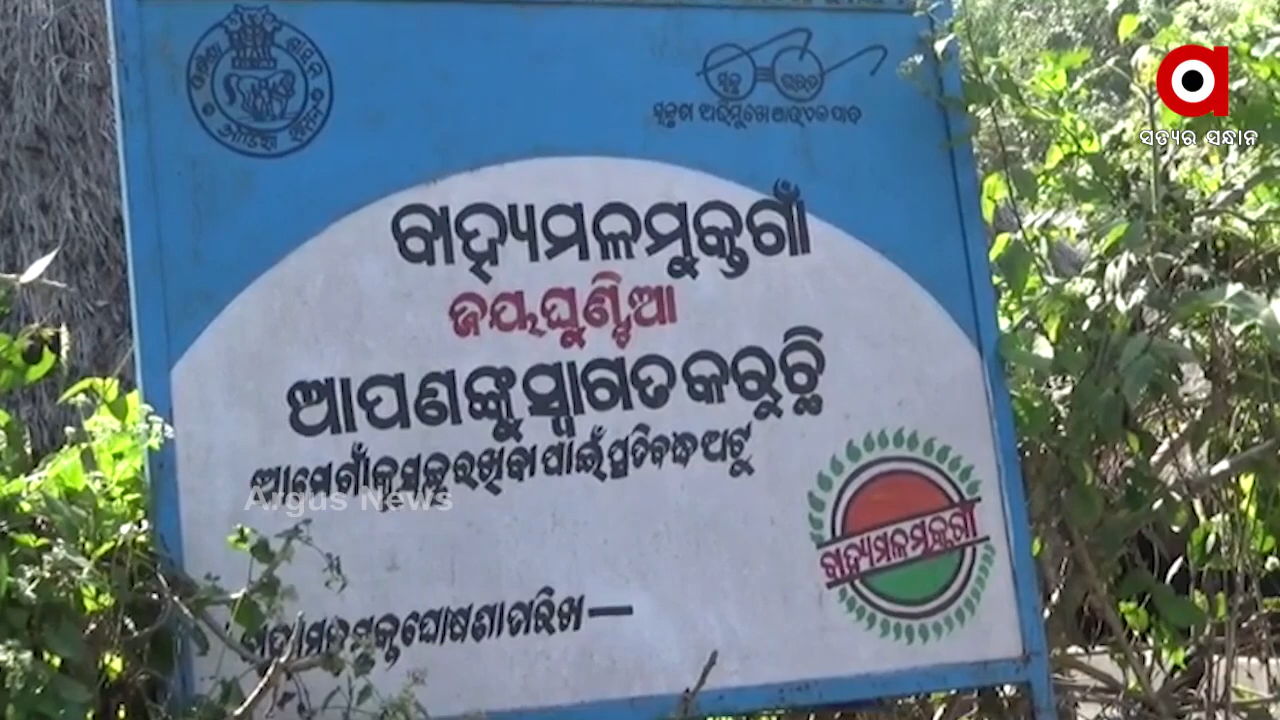 ସ୍ୱଚ୍ଛ ଭାରତ
ସତ୍ୟର ସନ୍ଧାନ
ବାହ୍ୟମଳମୁକ୍ତଗାଁ
ଜୟଘୁଣ୍ଟିଆ
ଆପଣଙ୍କୁସ୍ୱାଗତକରୁଚ୍ଛି
ଆମେଗାଁକୁସଚ୍ଛରଖିବାପାଇଁପ୍ରତିବଦ୍ଧଅଟୁ
Argus News
ବାହ୍ୟମଳମୁକ୍ତଗାଁ
ବାହ୍ୟମଳମୁକ୍ତଘୋଷଣାତାରିଖ —